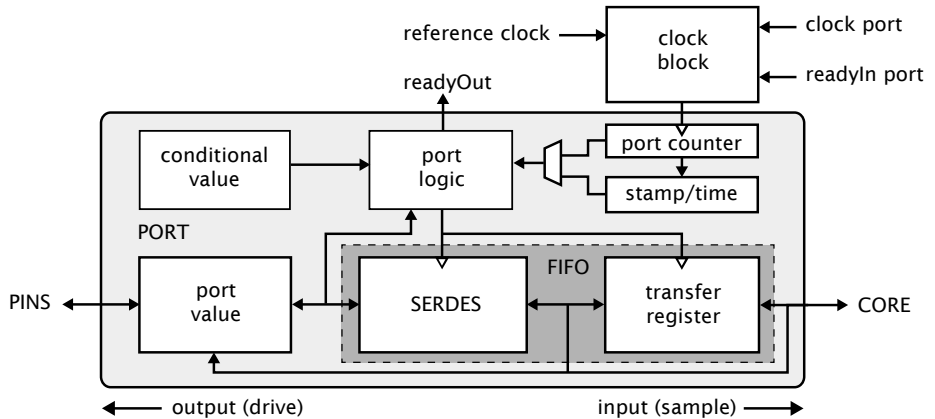 reference clock
clock
block
clock port
readyIn port
readyOut
conditional
value
port
logic
port counter
stamp/time
PORT
FIFO
PINS
port
value
SERDES
transfer
register
CORE
output (drive)
input (sample)